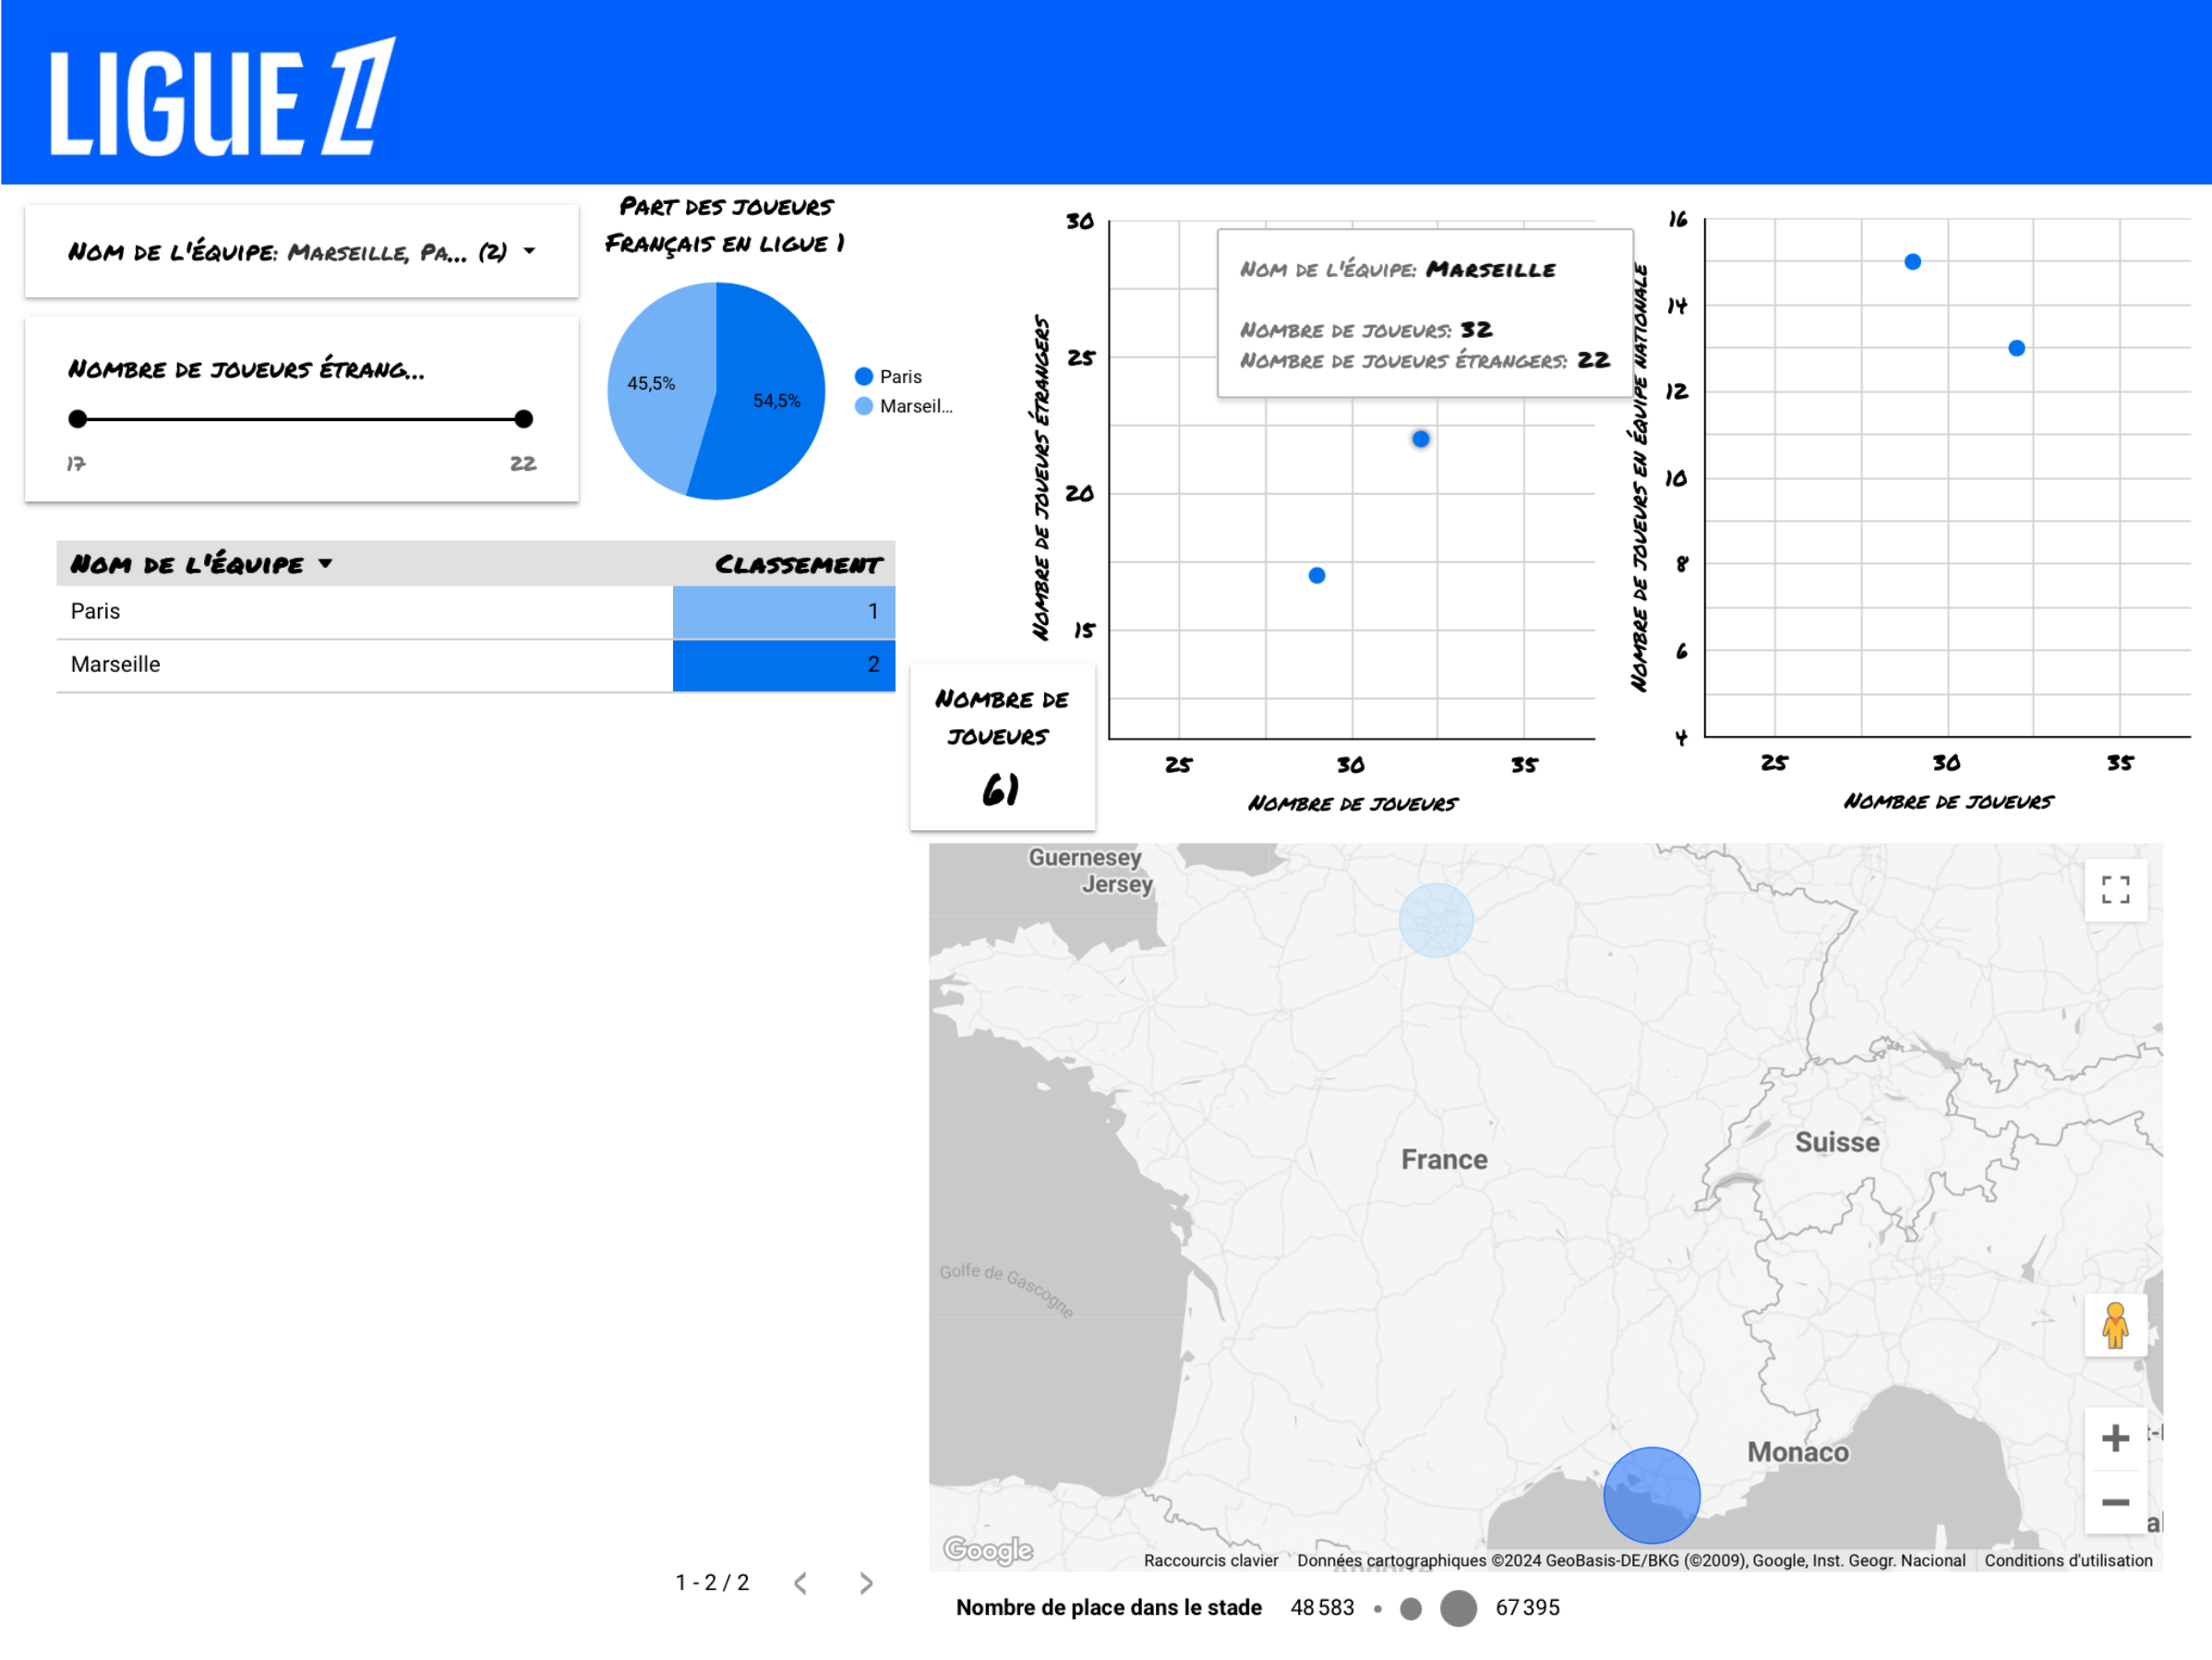 LIGUE 1
NOM DE L'ÉQUIPE: MARSEILLE, PA... (2)
NOMBRE DE JOUEURS ÉTRANG...
17
22
PART DES JOUEURS
FRANÇAIS EN LIGUE 1
45,5%
54,5%
Paris
Marseil...
NOM DE L'ÉQUIPE
CLASSEMENT
Paris
1
Marseille
2
1 - 2 / 2
NOMBRE DE
JOUEURS
61
NOMBRE DE JOUEURS ÉTRANGERS
30
25
20
15
NOM DE L'ÉQUIPE: MARSEILLE
NOMBRE DE JOUEURS: 32
NOMBRE DE JOUEURS ÉTRANGERS: 22
25
30
35
NOMBRE DE JOUEURS
NOMBRE DE JOUEURS EN ÉQUIPE NATIONALE
16
14
12
10
8
6
4
25
30
35
NOMBRE DE JOUEURS
Guernesey
Jersey
France
Suisse
Golfe de Gascogne
Monaco
Google
Raccourcis clavier
Données cartographiques ©2024 GeoBasis-DE/BKG (©2009), Google, Inst. Geogr. Nacional
Conditions d'utilisation
Nombre de place dans le stade
48 583
67 395